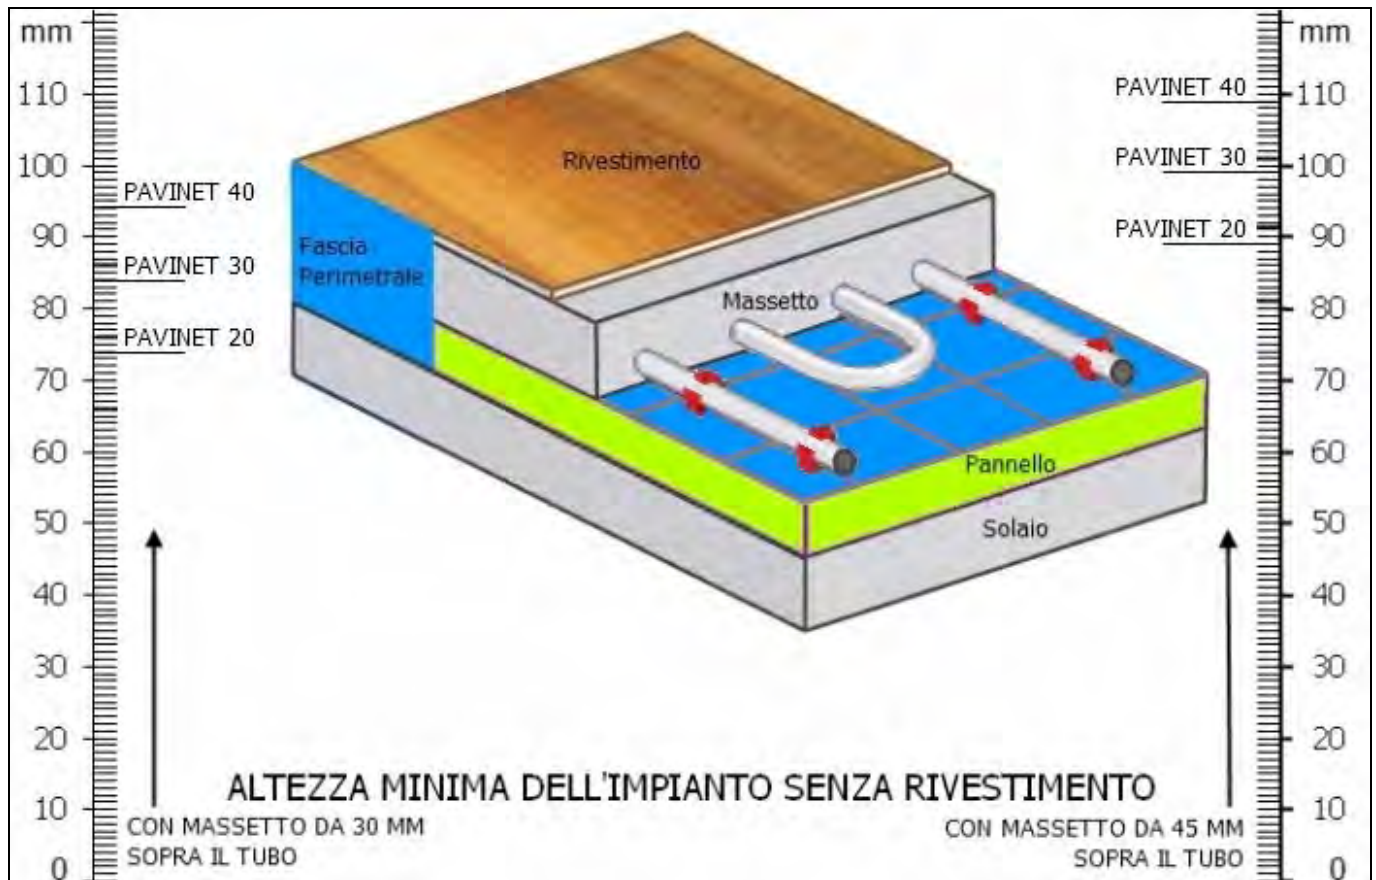 mm
110
100
90
80
70
60
50
40
30
20
10
0
PAVINET 40
PAVINET 30
PAVINET 20
Rivestimento
Fascia
Perimetrale
Massetto
Pannello
Solaio
PAVINET 40
PAVINET 30
PAVINET 20
mm
110
100
90
80
70
60
50
40
30
20
10
0
ALTEZZA MINIMA DELL'IMPIANTO SENZA RIVESTIMENTO
CON MASSETTO DA 30 MM
SOPRA IL TUBO
CON MASSETTO DA 45 MM
SOPRA IL TUBO